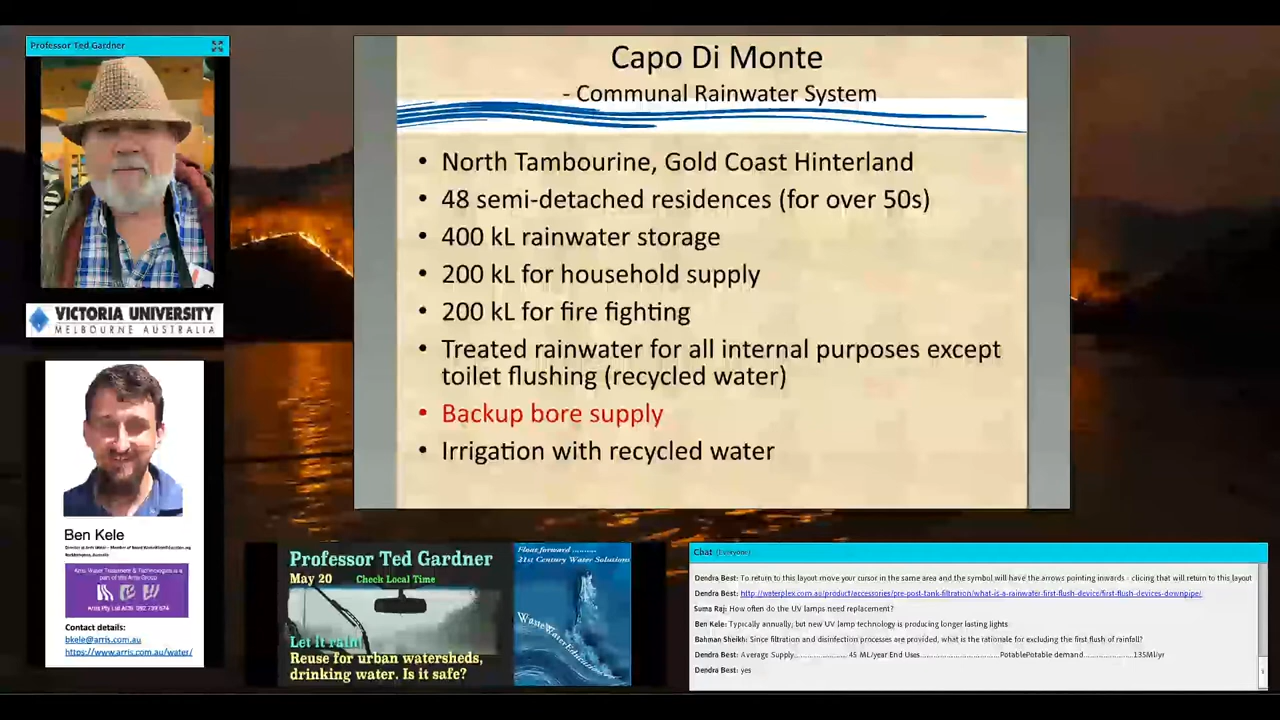 Professor Ted Gardner
VICTORIA UNIVERSITY
MELBOURNE AUSTRALIA
Ben Kele
Arris Pty Ltd ACN 092 739 574
Contact details:
bkele@arris.com.au
https://www.arris.com.au/water/
Capo Di Monte
- Communal Rainwater System
• North Tambourine, Gold Coast Hinterland
• 48 semi-detached residences (for over 50s)
• 400 kL rainwater storage
• 200 kL for household supply
• 200 kL for fire fighting
• Treated rainwater for all internal purposes except
toilet flushing (recycled water)
• Backup bore supply
• Irrigation with recycled water
Professor Ted Gardner
May 20 Check Local Time
Let it rain
Reuse for urban watersheds,
drinking water. Is it safe?
Float forward ..........
21st Century Water Solutions
Chat (Everyone)
Dendra Best: To return to this layout move your cursor in the same area and the symbol will have the arrows pointing inwards - clicing that will return to this layout
Dendra Best: http://waterplex.com.au/product/accessories/pre-post-tank-filtration/what-is-a-rainwater-first-flush-device/first-flush-devices-downpipe/
Suma Raj: How often do the UV lamps need replacement?
Ben Kele: Typically annually, but new UV lamp technology is producing longer lasting lights
Bahman Sheikh: Since filtration and disinfection processes are provided, what is the rationale for excluding the first flush of rainfall?
Dendra Best: Average Supply...................... 45 ML/year End Uses................................PotablePotable demand.....................135Ml/yr
Dendra Best: yes